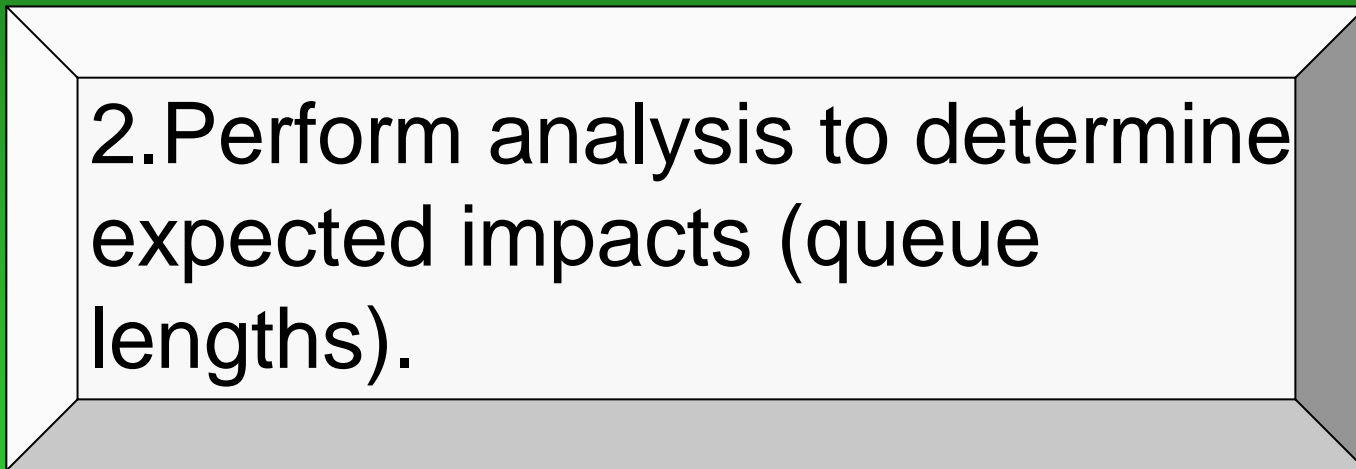 2.Perform analysis to determine
expected impacts (queue
lengths).